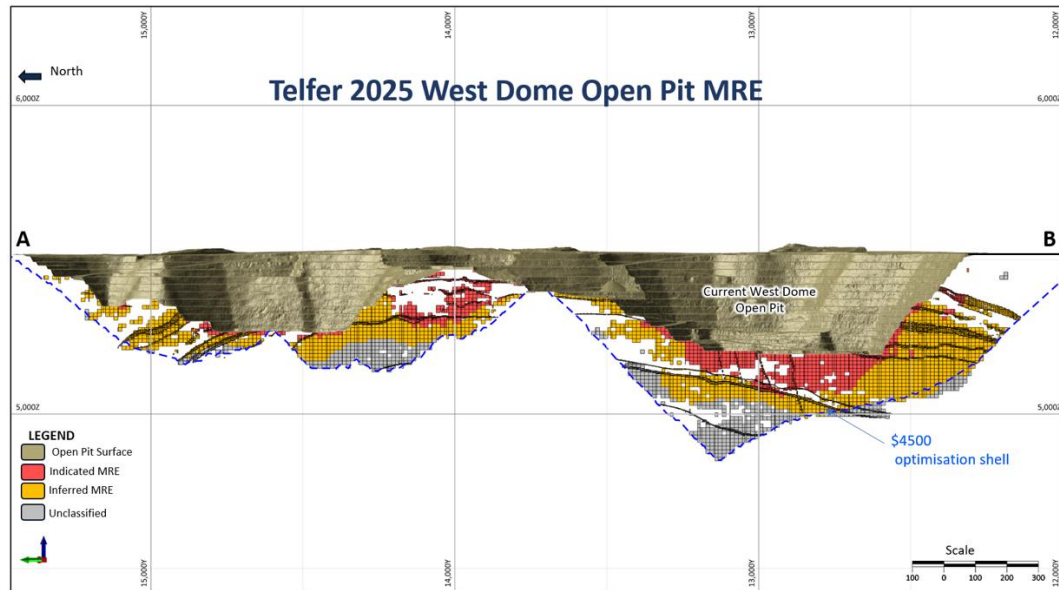 15,000Y
14,000Y
13,000Y
12,000Y
North
Telfer 2025 West Dome Open Pit MRE
6,000Z
6,000Z
A
B
Current West Dome
Open Pit
5,000Z
5,000Z
$4500
optimisation shell
LEGEND
Open Pit Surface
Indicated MRE
Inferred MRE
Unclassified
Scale
100 0 100 200 300
15,000Y
14,000Y
13,000Y
12,000Y